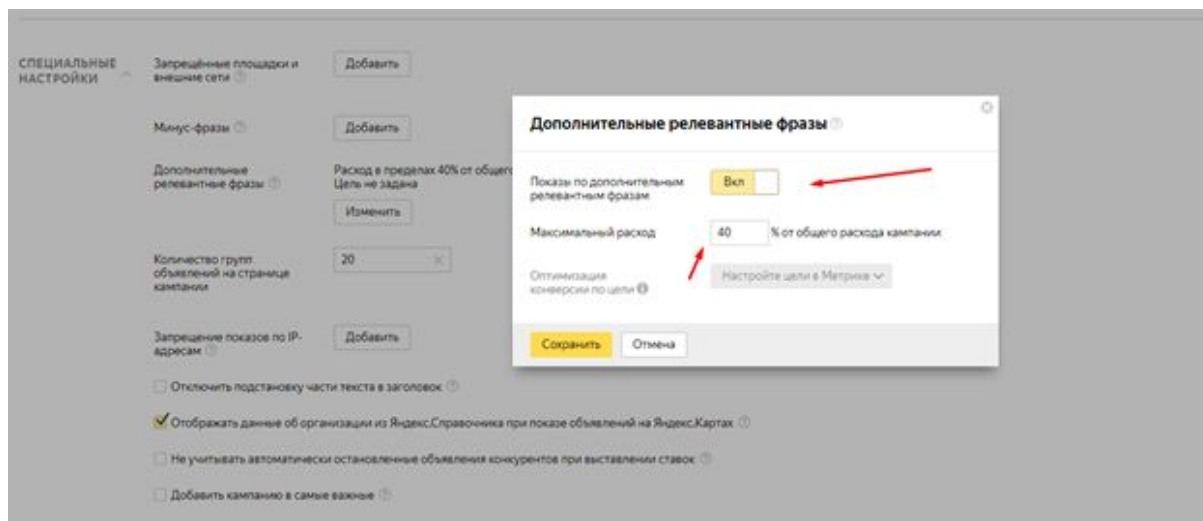 СПЕЦИАЛЬНЫЕ
НАСТРОЙКИ
Запрещённые площадки и
внешние сети
Добавить
Минус-фразы
Добавить
Дополнительные
релевантные фразы
Расход в пределах 40% от общего
Цель не задана
Изменить
Количество групп
объявлений на странице
кампании
20
Запрещение показов по IP-
адресам
Добавить
Отключить подстановку части текста в заголовок
Отображать данные об организации из Яндекс.Справочника при показе объявлений на Яндекс.Картах
Не учитывать автоматически остановленные объявления конкурентов при выставлении ставок
Добавить кампанию в самые важные
Дополнительные релевантные фразы
Показы по дополнительным
релевантным фразам
Вкл
Максимальный расход
40
% от общего расхода кампании
Оптимизация
конверсии по цели
Настройте цели в Метрике
Сохранить
Отмена